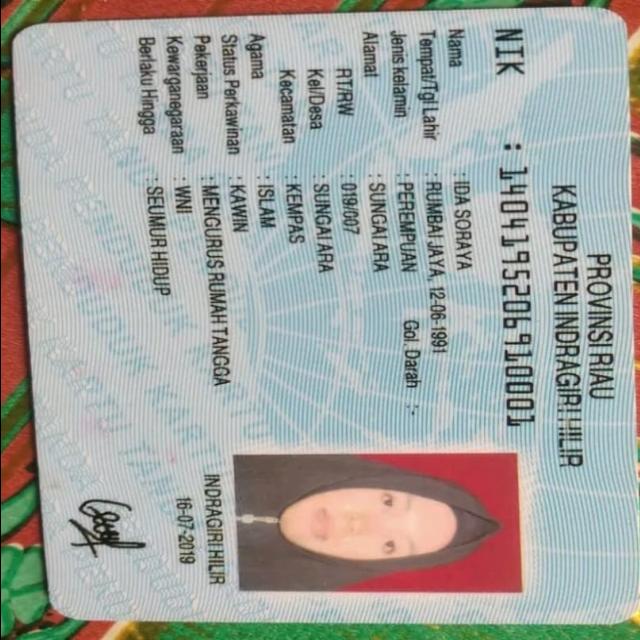 PROVINSI RIAU
KABUPATEN INDRAGIRI HILIR
NIK : 1404195206910001
Nama : IDA SORAYA
Tempat/Tgl Lahir : RUMBAI JAYA, 12-06-1991
Jenis kelamin : PEREMPUAN Gol. Darah : -
Alamat : SUNGAI ARA
RT/RW : 019/007
Kel/Desa : SUNGAI ARA
Kecamatan : KEMPAS
Agama : ISLAM
Status Perkawinan : KAWIN
Pekerjaan : MENGURUS RUMAH TANGGA
Kewarganegaraan : WNI
Berlaku Hingga : SEUMUR HIDUP
INDRAGIRI HILIR
16-07-2019